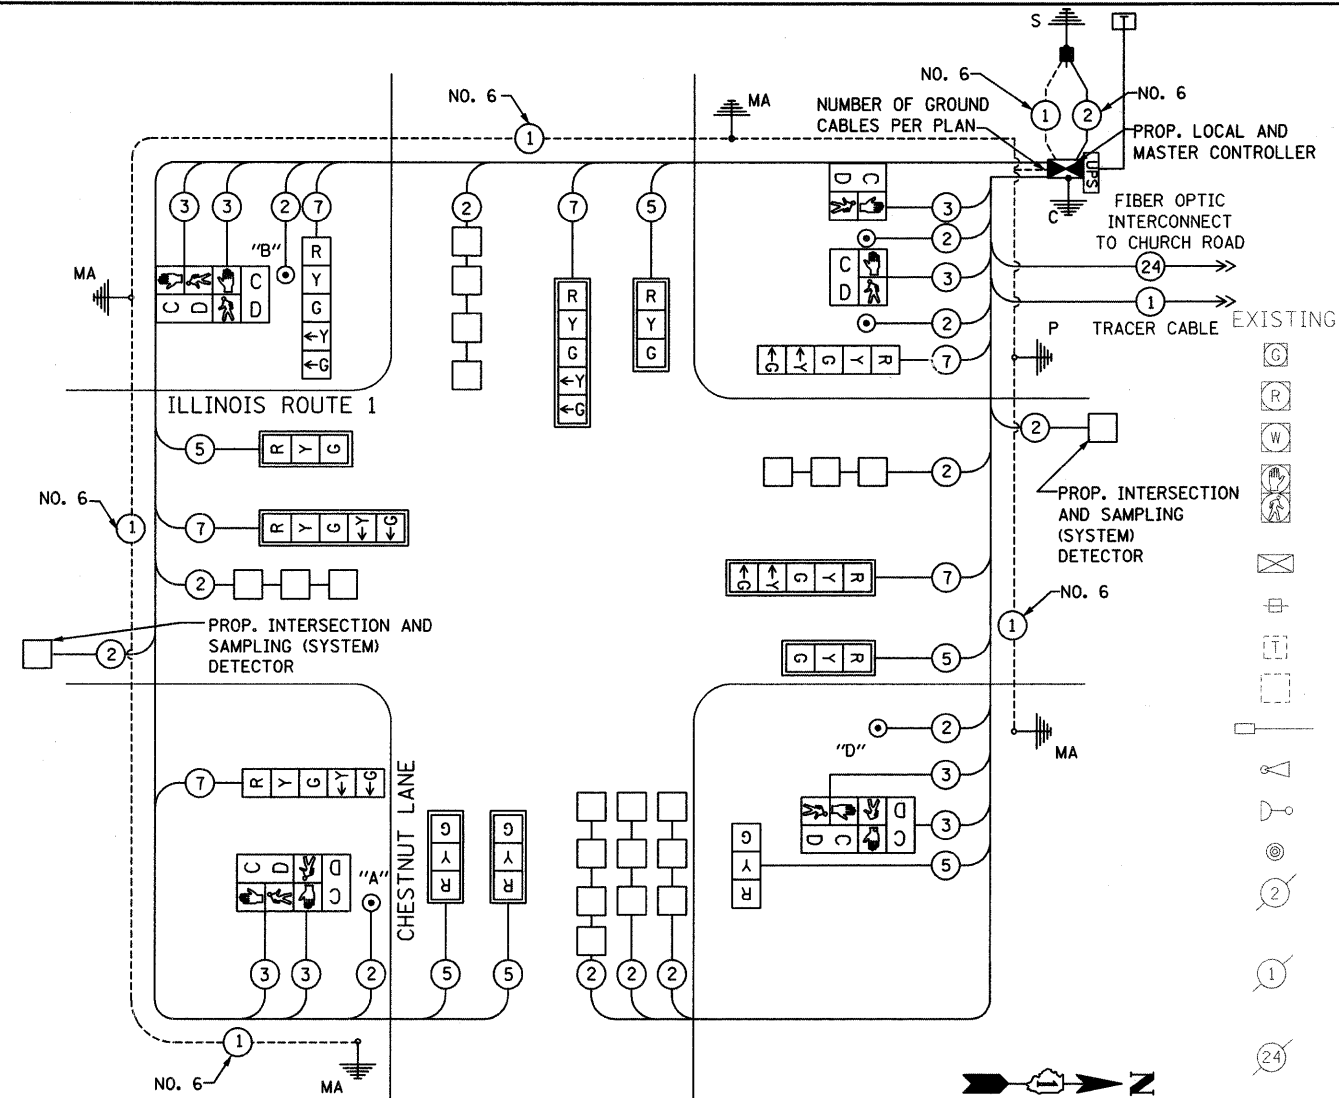 S
T
NO. 6
NO. 6
NO. 6
MA
NUMBER OF GROUND
CABLES PER PLAN
1
2
1
PROP. LOCAL AND
MASTER CONTROLLER
UPS
C
3
3
2
7
2
7
5
D C
3
FIBER OPTIC
INTERCONNECT
TO CHURCH ROAD
"B"
2
MA
R
Y
G
←Y
←G
C
D
C D
C
D
3
24
R
Y
G
←Y
←G
R
Y
G
2
1
TRACER CABLE
EXISTING
P
G
←G ←Y G Y R
7
R
ILLINOIS ROUTE 1
2
W
5
R Y G
2
NO. 6
1
PROP. INTERSECTION
AND SAMPLING
(SYSTEM)
DETECTOR
7
R Y G ←Y ←G
2
←G ←Y G Y R
7
NO. 6
1
PROP. INTERSECTION AND
SAMPLING (SYSTEM)
DETECTOR
2
G Y R
5
T
2
"D"
MA
3
7
R Y G ←Y ←G
CHESTNUT LANE
D
D C C
3
G
Y
R
G
Y
R
G
Y
R
5
C D D
C
"A"
2
3
3
2
5
5
2
2
2
1
1
NO. 6
MA
24
N